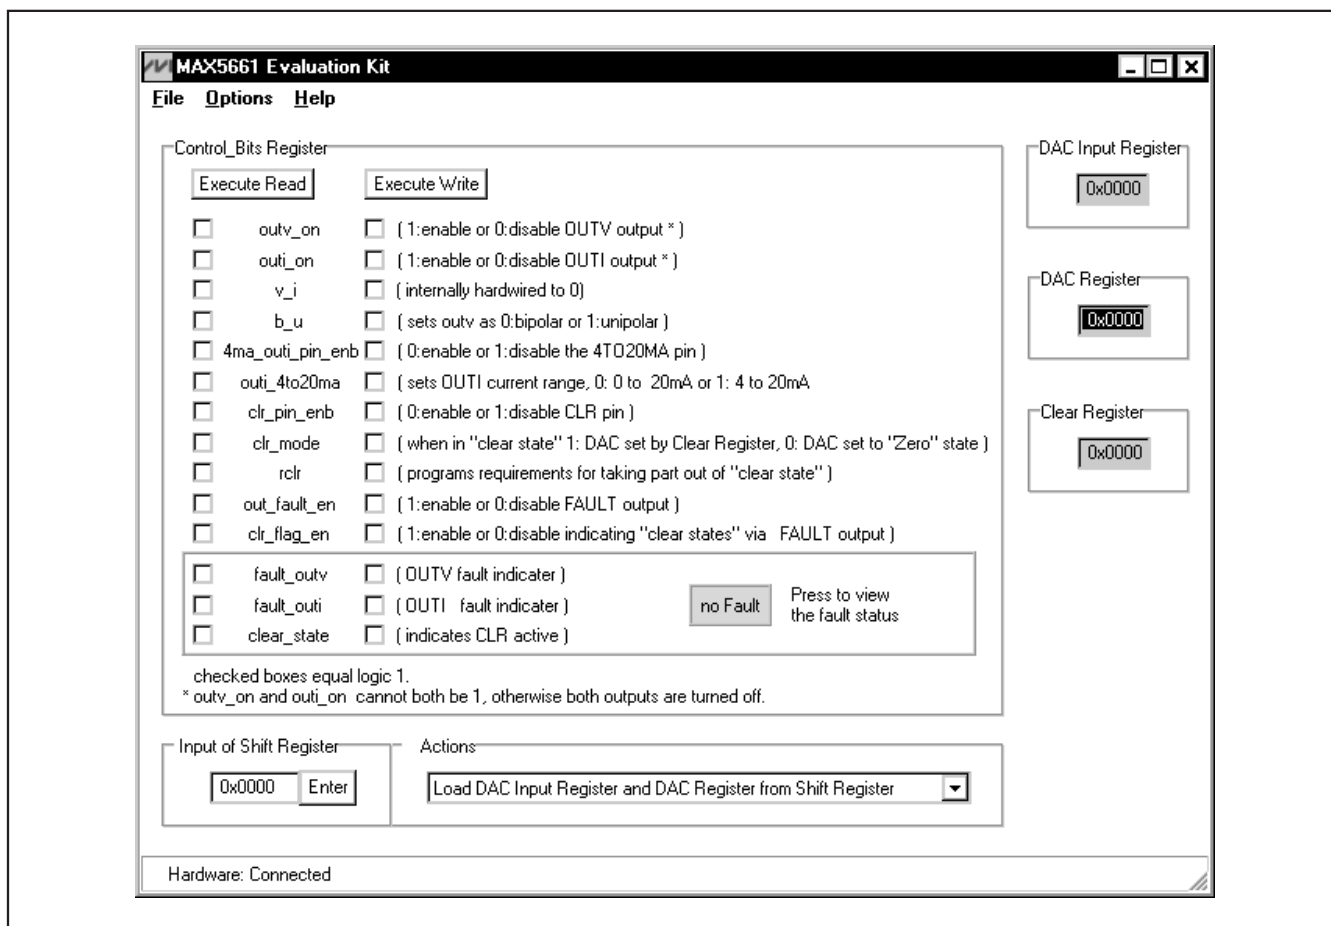 MAX5661 Evaluation Kit
File Options Help
Control_Bits Register
Execute Read Execute Write
outv_on ( 1:enable or 0:disable OUTV output * )
outi_on ( 1:enable or 0:disable OUTI output * )
v_i ( internally hardwired to 0)
b_u ( sets outv as 0:bipolar or 1:unipolar )
4ma_outi_pin_enb ( 0:enable or 1:disable the 4TO20MA pin )
outi_4to20ma ( sets OUTI current range, 0: 0 to 20mA or 1: 4 to 20mA
clr_pin_enb ( 0:enable or 1:disable CLR pin )
clr_mode ( when in "clear state" 1: DAC set by Clear Register, 0: DAC set to "Zero" state )
rclr ( programs requirements for taking part out of "clear state" )
out_fault_en ( 1:enable or 0:disable FAULT output )
clr_flag_en ( 1:enable or 0:disable indicating "clear states" via FAULT output )
fault_outv ( OUTV fault indicater )
fault_outi ( OUTI fault indicater )
clear_state ( indicates CLR active )
no Fault
Press to view
the fault status
checked boxes equal logic 1.
* outv_on and outi_on cannot both be 1, otherwise both outputs are turned off.
DAC Input Register
0x0000
DAC Register
0x0000
Clear Register
0x0000
Input of Shift Register
0x0000 Enter
Actions
Load DAC Input Register and DAC Register from Shift Register
Hardware: Connected